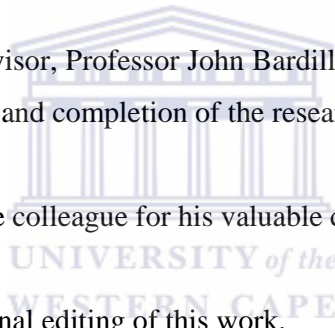 visor, Professor John Bardill
and completion of the resear
e colleague for his valuable c
UNIVERSITY of the
WESTERN CAPE
nal editing of this work.